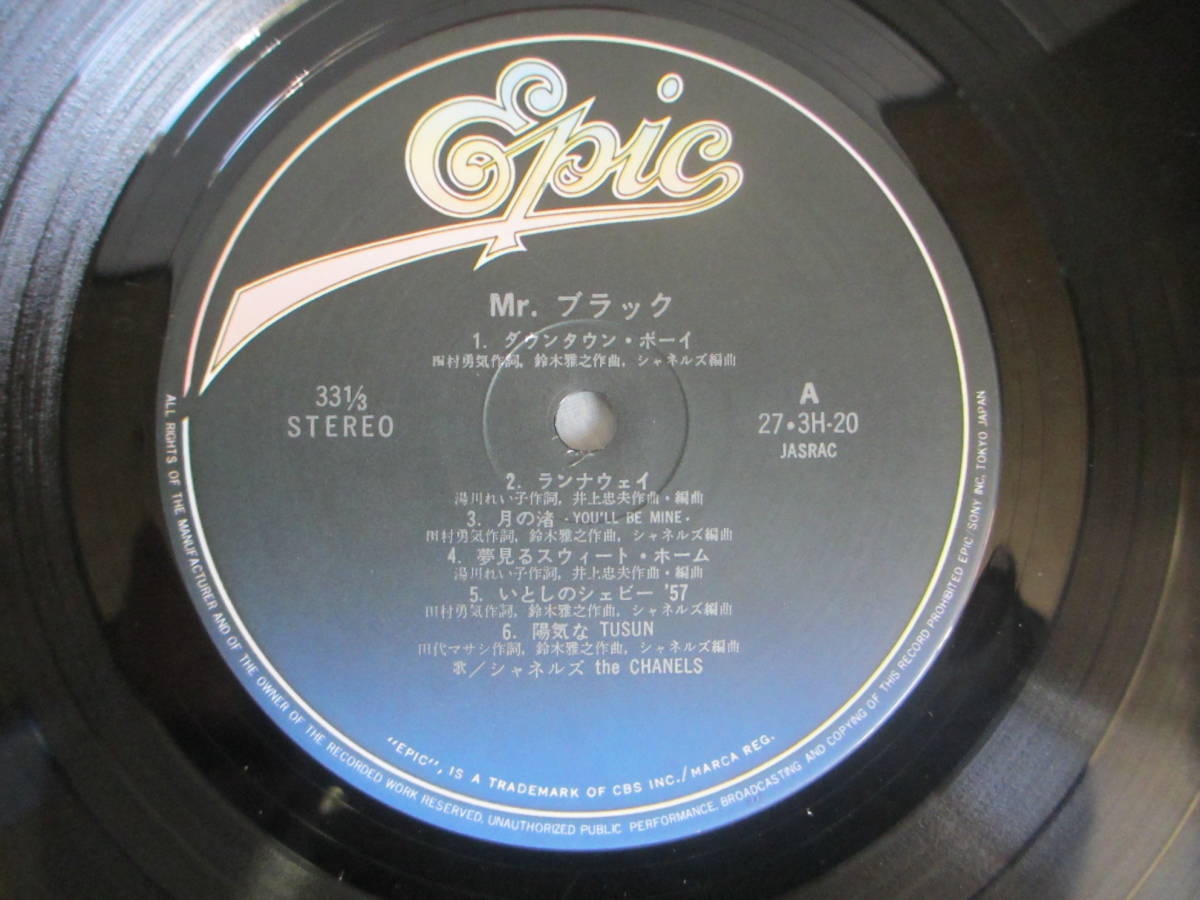 Epic
Mr. ブラック
1. ダウンタウン・ボーイ
田村勇気作詞, 鈴木雅之作曲, シャネルズ編曲
33 1/3
STEREO
A
27・3H-20
JASRAC
2. ランナウェイ
湯川れい子作詞, 井上忠夫作曲・編曲
3. 月の渚 -YOU'LL BE MINE-
田村勇気作詞, 鈴木雅之作曲, シャネルズ編曲
4. 夢見るスウィート・ホーム
湯川れい子作詞, 井上忠夫作曲・編曲
5. いとしのシェビー '57
田村勇気作詞, 鈴木雅之作曲, シャネルズ編曲
6. 陽気な TUSUN
田代マサシ作詞, 鈴木雅之作曲, シャネルズ編曲
歌/シャネルズ the CHANELS
"EPIC", IS A TRADEMARK OF CBS INC./MARCA REG.
ALL RIGHTS OF THE MANUFACTURER AND OF THE OWNER OF THE RECORDED WORK RESERVED. UNAUTHORIZED PUBLIC PERFORMANCE, BROADCASTING AND COPYING OF THIS RECORD PROHIBITED EPIC/SONY INC. TOKYO JAPAN